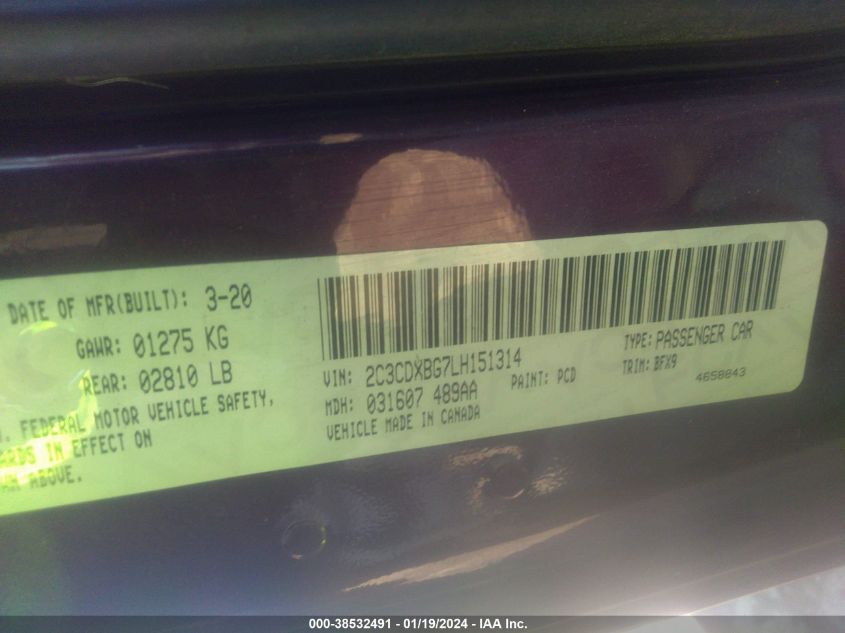 DATE OF MFR(BUILT): 3-20
GAWR: 01275 KG
REAR: 02810 LB
FEDERAL MOTOR VEHICLE SAFETY,
IN EFFECT ON
ABOVE.
VIN: 2C3CDXBG7LH151314
TYPE: PASSENGER CAR
MDH: 031607 489AA
PAINT: PCD
TRIM: BFX9
VEHICLE MADE IN CANADA
4658843
000-38532491 - 01/19/2024 - IAA Inc.